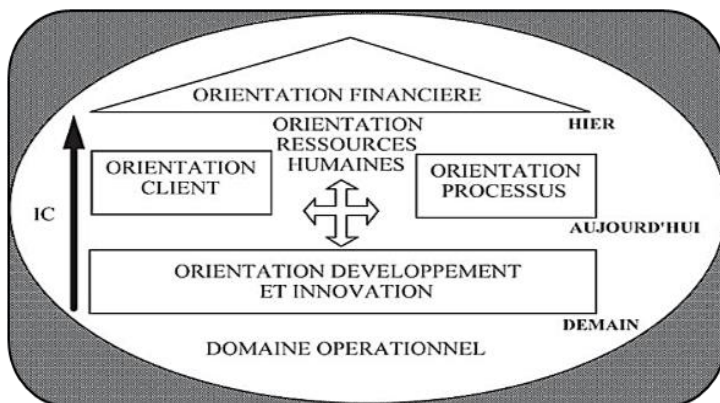 ORIENTATION FINANCIERE
HIER
ORIENTATION
RESSOURCES
HUMAINES
ORIENTATION
CLIENT
ORIENTATION
PROCESSUS
IC
AUJOURD'HUI
ORIENTATION DEVELOPPEMENT
ET INNOVATION
DEMAIN
DOMAINE OPERATIONNEL